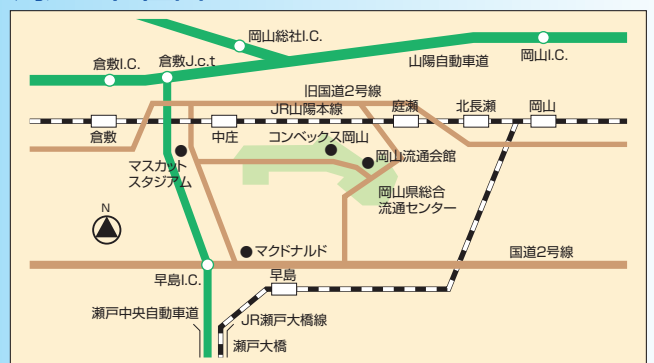 岡山総社I.C.
倉敷I.C.
倉敷J.c.t
山陽自動車道
岡山I.C.
旧国道2号線
JR山陽本線
庭瀬
北長瀬
岡山
倉敷
中庄
コンベックス岡山
マスカット
スタジアム
岡山流通会館
岡山県総合
流通センター
N
マクドナルド
国道2号線
早島I.C.
早島
瀬戸中央自動車道
JR瀬戸大橋線
瀬戸大橋